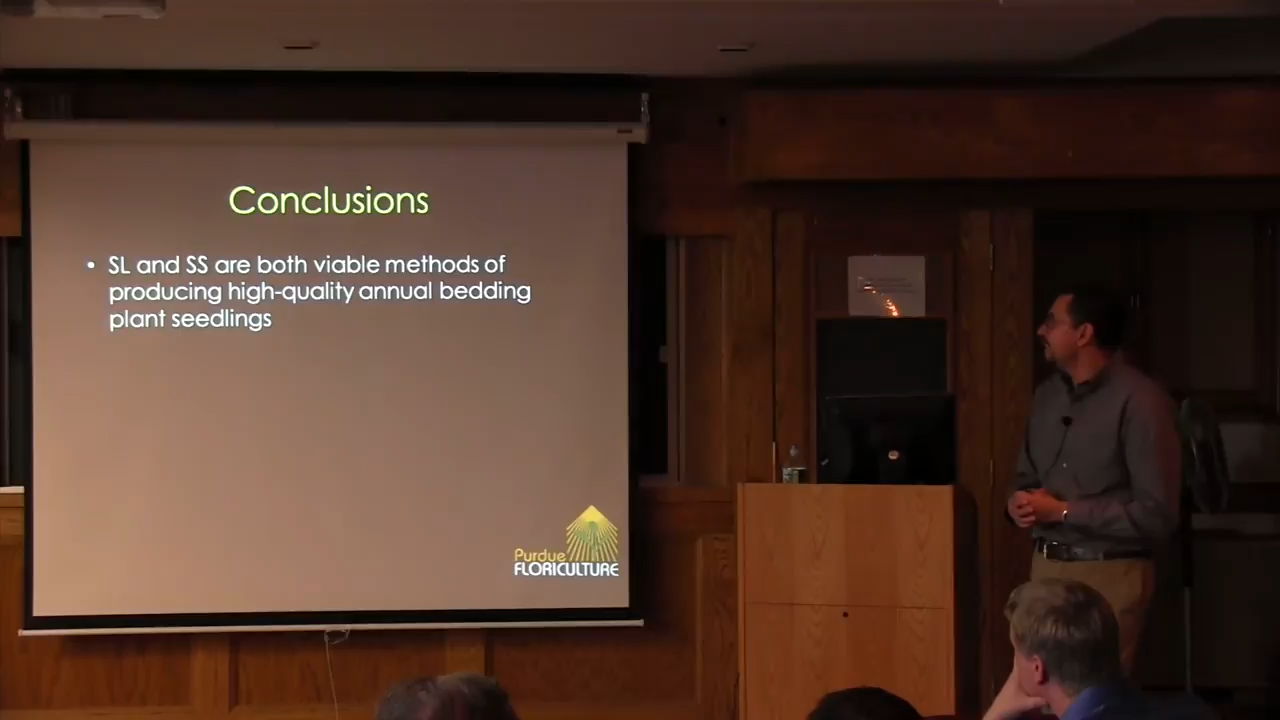 Conclusions
• SL and SS are both viable methods of
producing high-quality annual bedding
plant seedlings
Purdue
FLORICULTURE